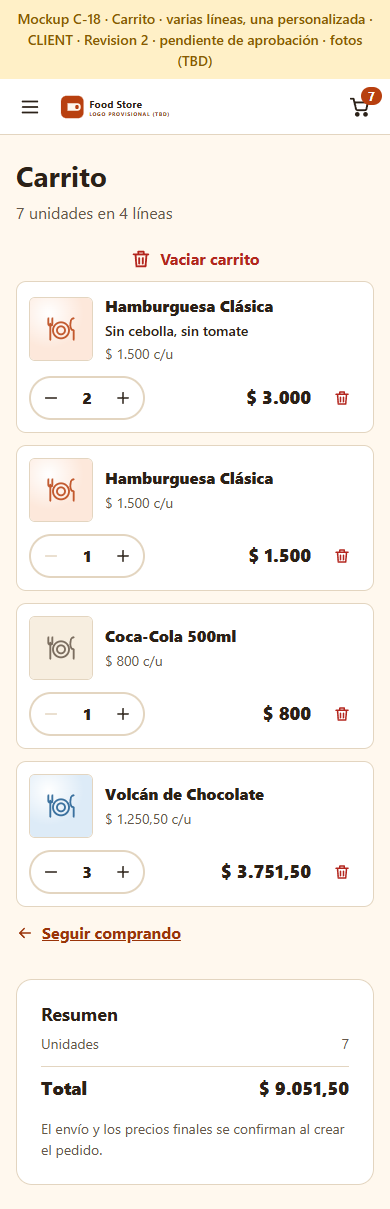 Mockup C-18 · Carrito · varias líneas, una personalizada ·
CLIENT · Revision 2 · pendiente de aprobación · fotos
(TBD)
Food Store
LOGO PROVISIONAL (TBD)
7
Carrito
7 unidades en 4 líneas
Vaciar carrito
Hamburguesa Clásica
Sin cebolla, sin tomate
$ 1.500 c/u
2
$ 3.000
Hamburguesa Clásica
$ 1.500 c/u
1
$ 1.500
Coca-Cola 500ml
$ 800 c/u
1
$ 800
Volcán de Chocolate
$ 1.250,50 c/u
3
$ 3.751,50
Seguir comprando
Resumen
Unidades 7
Total $ 9.051,50
El envío y los precios finales se confirman al crear
el pedido.